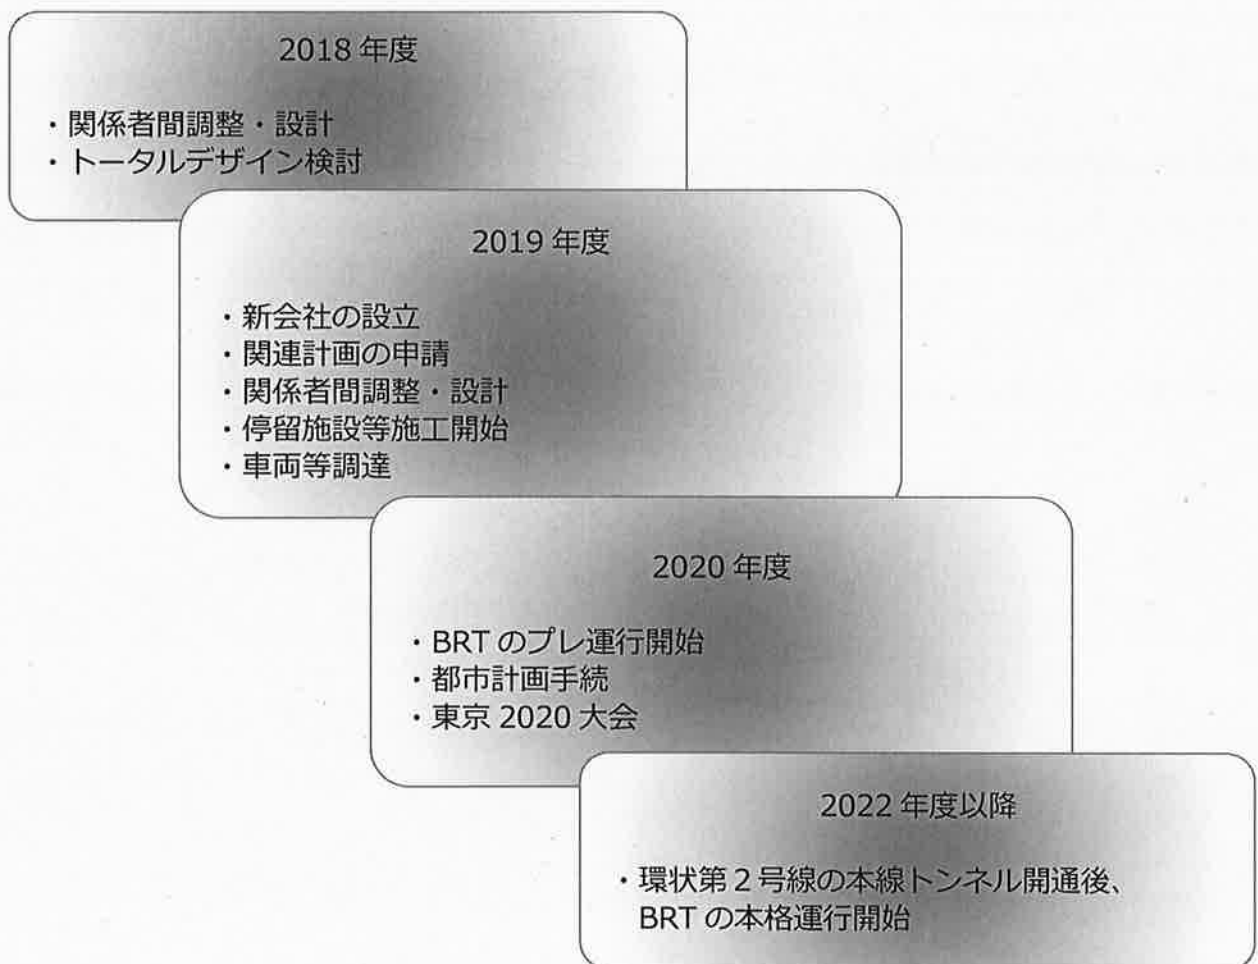 2018 年度
・関係者間調整・設計
・トータルデザイン検討
2019 年度
・新会社の設立
・関連計画の申請
・関係者間調整・設計
・停留施設等施工開始
・車両等調達
2020 年度
・BRT のプレ運行開始
・都市計画手続
・東京 2020 大会
2022 年度以降
・環状第２号線の本線トンネル開通後、
BRT の本格運行開始